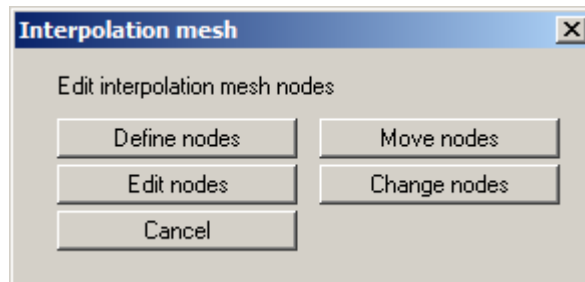 Interpolation mesh
Edit interpolation mesh nodes
Define nodes Move nodes
Edit nodes Change nodes
Cancel